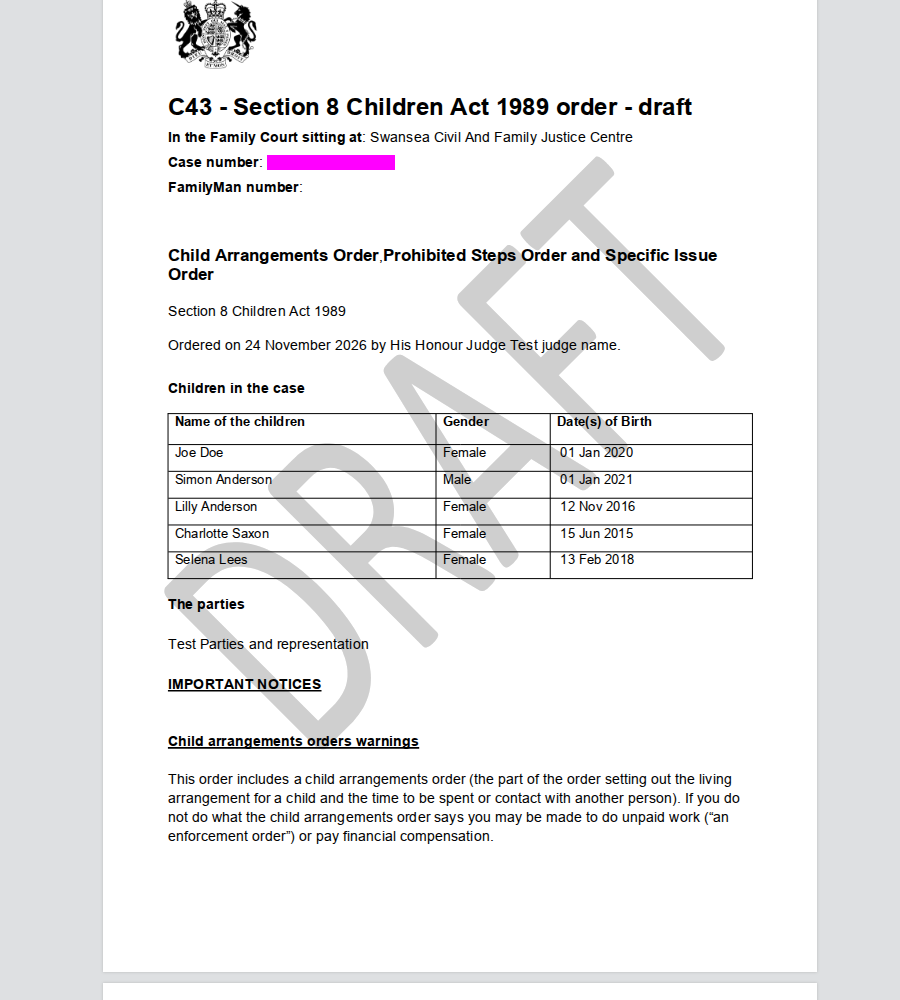 C43 - Section 8 Children Act 1989 order - draft
In the Family Court sitting at: Swansea Civil And Family Justice Centre
Case number:
FamilyMan number:
Child Arrangements Order,Prohibited Steps Order and Specific Issue
Order
Section 8 Children Act 1989
Ordered on 24 November 2026 by His Honour Judge Test judge name.
Children in the case
Name of the children Gender Date(s) of Birth
Joe Doe Female 01 Jan 2020
Simon Anderson Male 01 Jan 2021
Lilly Anderson Female 12 Nov 2016
Charlotte Saxon Female 15 Jun 2015
Selena Lees Female 13 Feb 2018
The parties
Test Parties and representation
IMPORTANT NOTICES
Child arrangements orders warnings
This order includes a child arrangements order (the part of the order setting out the living
arrangement for a child and the time to be spent or contact with another person). If you do
not do what the child arrangements order says you may be made to do unpaid work (“an
enforcement order”) or pay financial compensation.
DRAFT